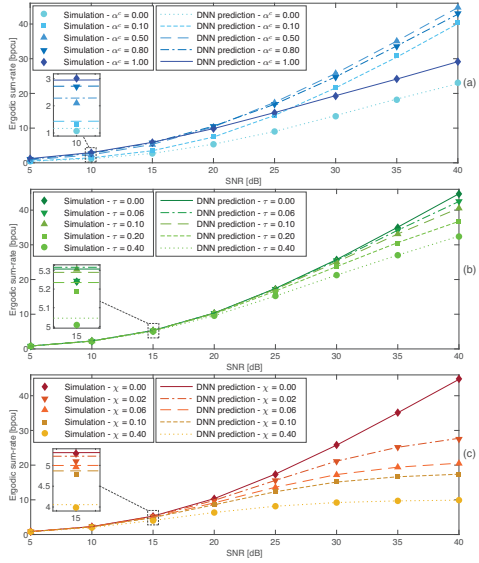 Simulation - αᶜ = 0.00 DNN prediction - αᶜ = 0.00
Simulation - αᶜ = 0.10 DNN prediction - αᶜ = 0.10
Simulation - αᶜ = 0.50 DNN prediction - αᶜ = 0.50
Simulation - αᶜ = 0.80 DNN prediction - αᶜ = 0.80
Simulation - αᶜ = 1.00 DNN prediction - αᶜ = 1.00
Ergodic sum-rate [bpcu]
40
30
20
10
0
3
2
1
10
(a)
5 10 15 20 25 30 35 40
SNR [dB]
Simulation - τ = 0.00 DNN prediction - τ = 0.00
Simulation - τ = 0.06 DNN prediction - τ = 0.06
Simulation - τ = 0.10 DNN prediction - τ = 0.10
Simulation - τ = 0.20 DNN prediction - τ = 0.20
Simulation - τ = 0.40 DNN prediction - τ = 0.40
Ergodic sum-rate [bpcu]
40
30
20
10
0
5.3
5.2
5.1
5
15
(b)
5 10 15 20 25 30 35 40
SNR [dB]
Simulation - χ = 0.00 DNN prediction - χ = 0.00
Simulation - χ = 0.02 DNN prediction - χ = 0.02
Simulation - χ = 0.06 DNN prediction - χ = 0.06
Simulation - χ = 0.10 DNN prediction - χ = 0.10
Simulation - χ = 0.40 DNN prediction - χ = 0.40
Ergodic sum-rate [bpcu]
40
30
20
10
0
5
4.5
4
15
(c)
5 10 15 20 25 30 35 40
SNR [dB]